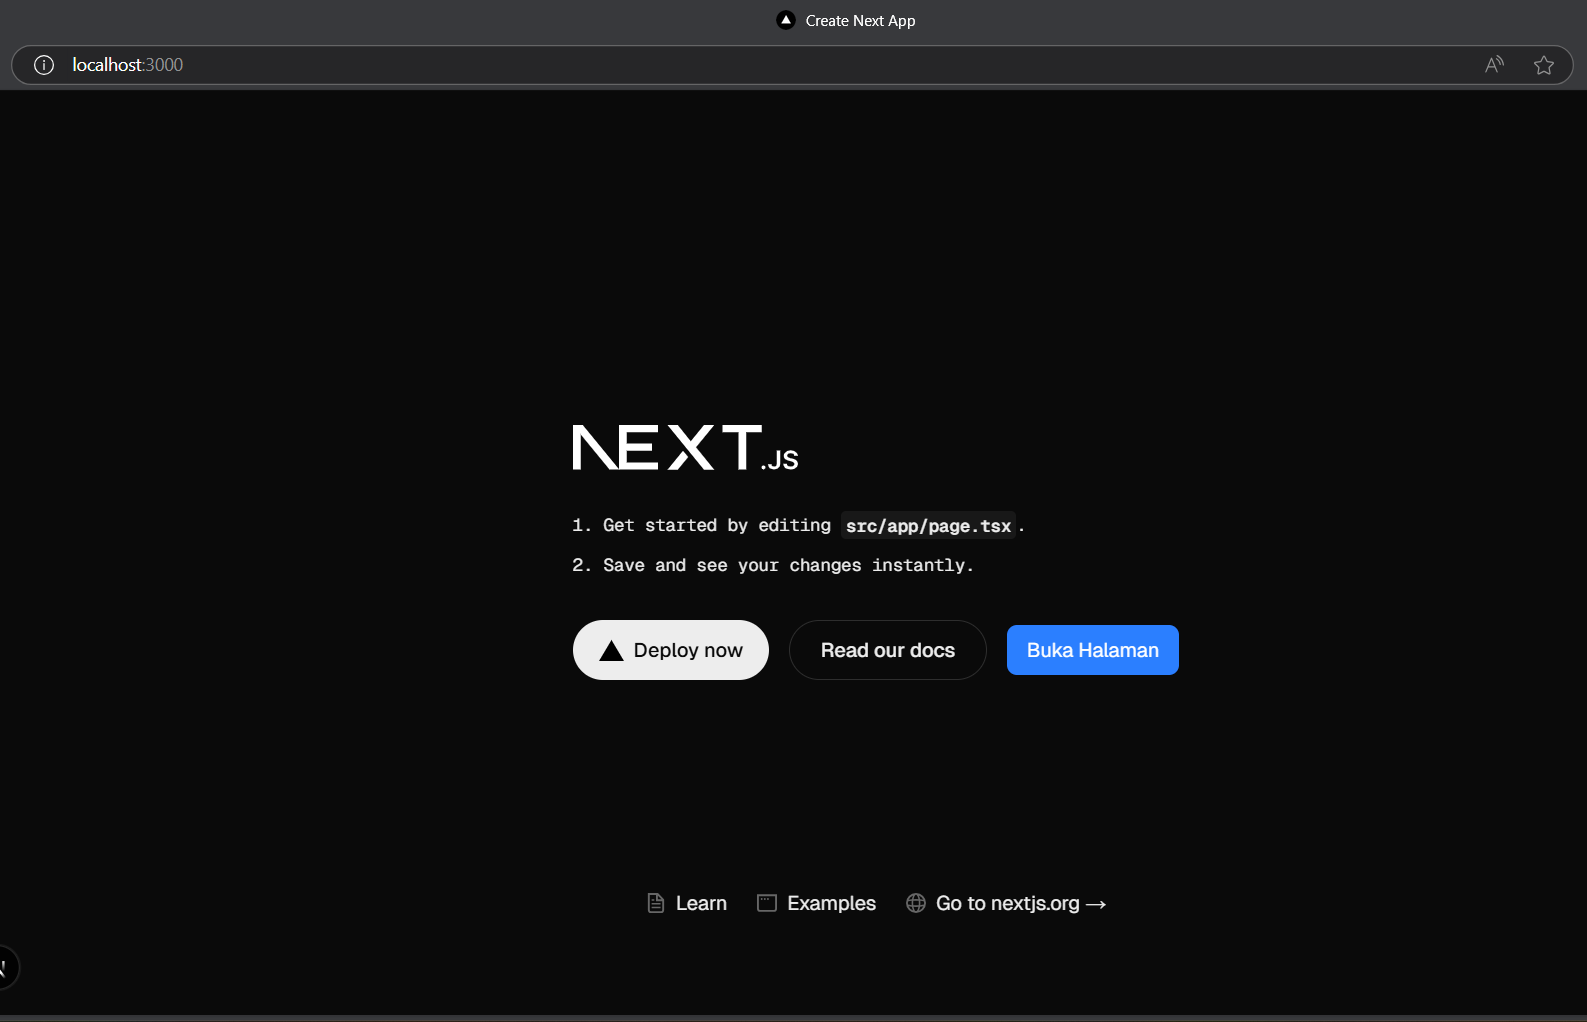 Create Next App
localhost:3000
NEXT.JS
1. Get started by editing src/app/page.tsx.
2. Save and see your changes instantly.
Deploy now
Read our docs
Buka Halaman
Learn
Examples
Go to nextjs.org →